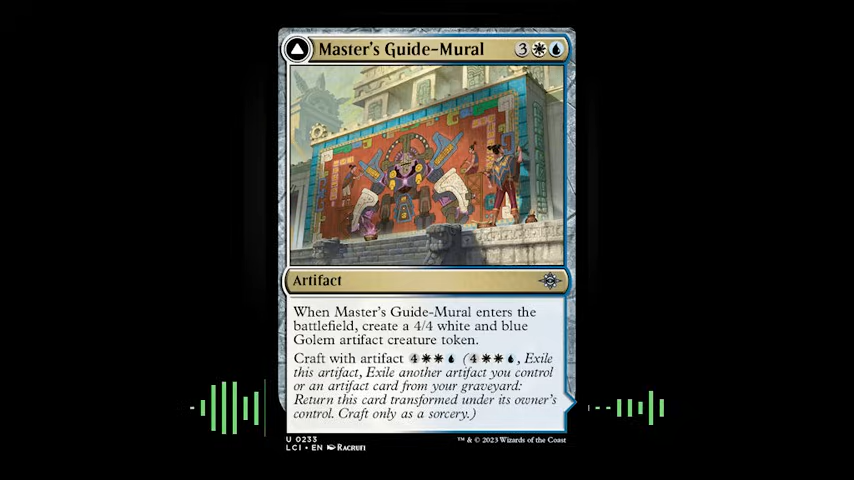 Master's Guide-Mural 3
Artifact
When Master's Guide-Mural enters the
battlefield, create a 4/4 white and blue
Golem artifact creature token.
Craft with artifact 4 (4, Exile
this artifact, Exile another artifact you control
or an artifact card from your graveyard:
Return this card transformed under its owner's
control. Craft only as a sorcery.)
U 0233
LCI • EN Racrufi
™ & © 2023 Wizards of the Coast